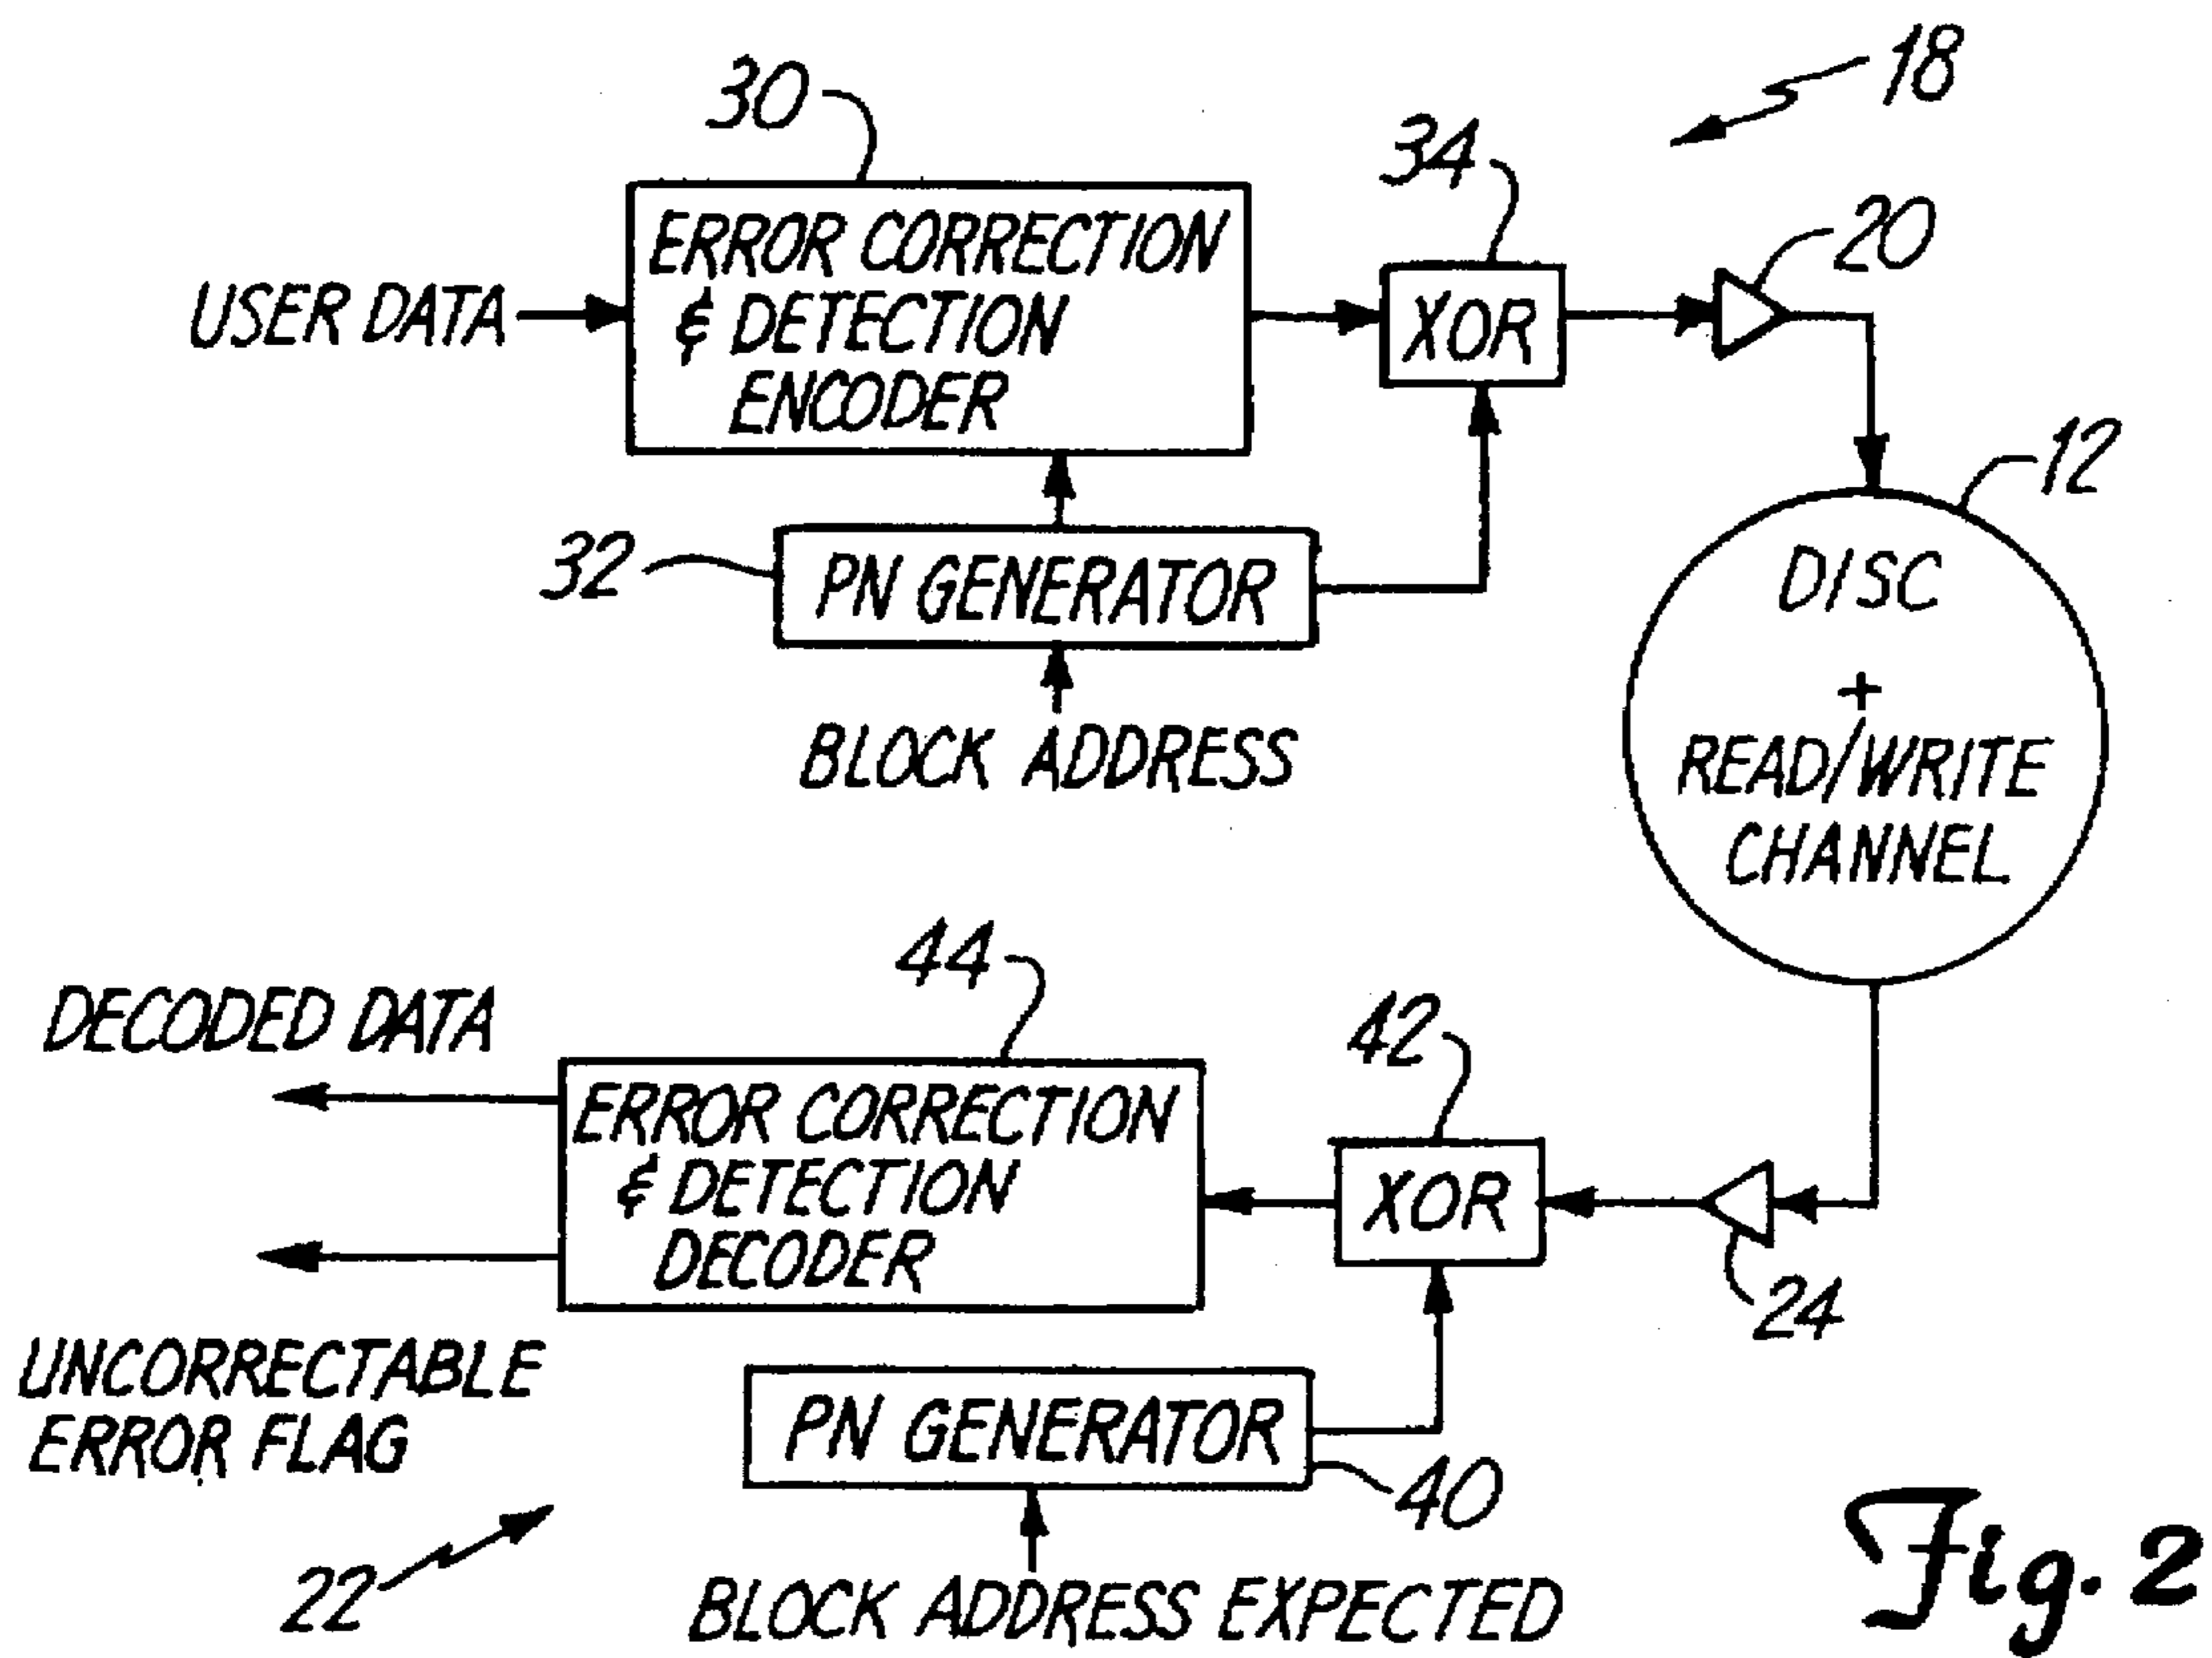 18
30
34
20
ERROR CORRECTION
& DETECTION
ENCODER
USER DATA
XOR
12
32
PN GENERATOR
BLOCK ADDRESS
DISC
+
READ/WRITE
CHANNEL
44
42
DECODED DATA
ERROR CORRECTION
& DETECTION
DECODER
XOR
24
UNCORRECTABLE
ERROR FLAG
PN GENERATOR
40
22
BLOCK ADDRESS EXPECTED
Fig. 2